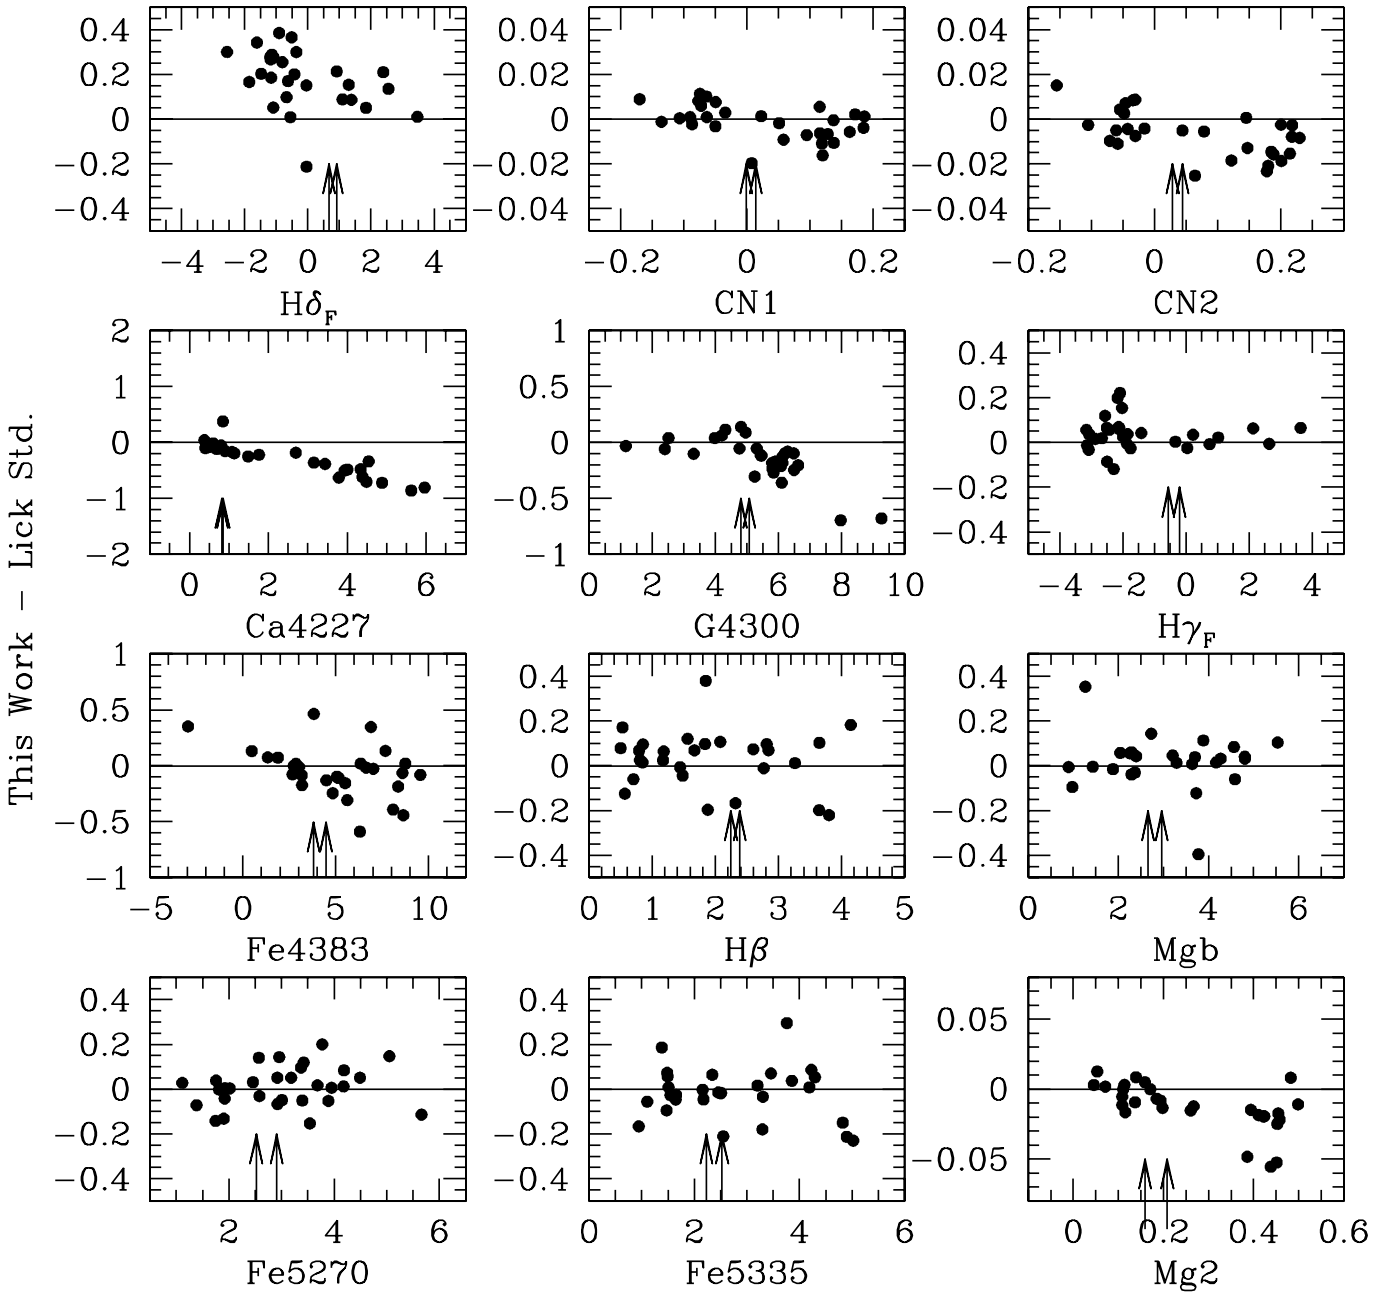 This Work − Lick Std.
0.4 0.2 0 −0.2 −0.4
−4 −2 0 2 4
HδF
0.04 0.02 0 −0.02 −0.04
−0.2 0 0.2
CN1
0.04 0.02 0 −0.02 −0.04
−0.2 0 0.2
CN2
2 1 0 −1 −2
0 2 4 6
Ca4227
1 0.5 0 −0.5 −1
0 2 4 6 8 10
G4300
0.4 0.2 0 −0.2 −0.4
−4 −2 0 2 4
HγF
1 0.5 0 −0.5 −1
−5 0 5 10
Fe4383
0.4 0.2 0 −0.2 −0.4
0 1 2 3 4 5
Hβ
0.4 0.2 0 −0.2 −0.4
0 2 4 6
Mgb
0.4 0.2 0 −0.2 −0.4
2 4 6
Fe5270
0.4 0.2 0 −0.2 −0.4
0 2 4 6
Fe5335
0.05 0 −0.05
0 0.2 0.4 0.6
Mg2